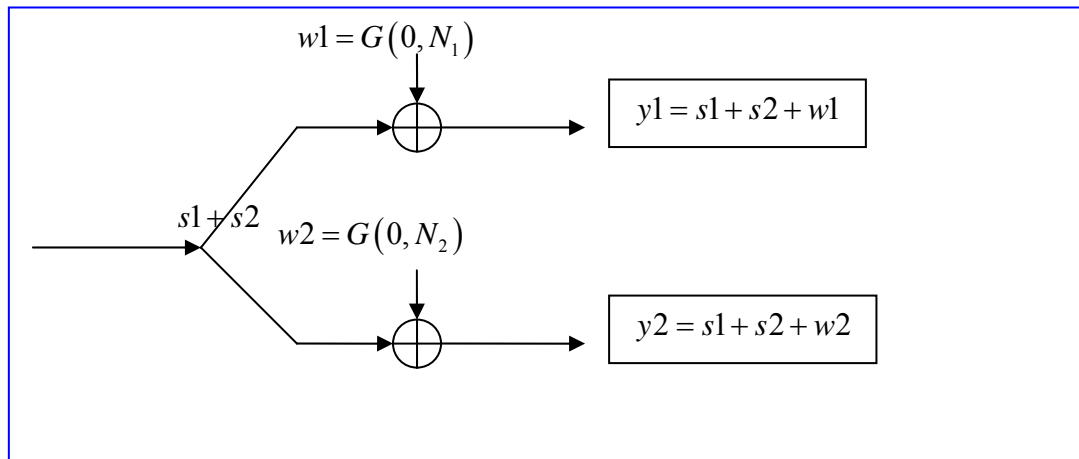 w1 = G(0, N₁)
y1 = s1 + s2 + w1
s1 + s2
w2 = G(0, N₂)
y2 = s1 + s2 + w2